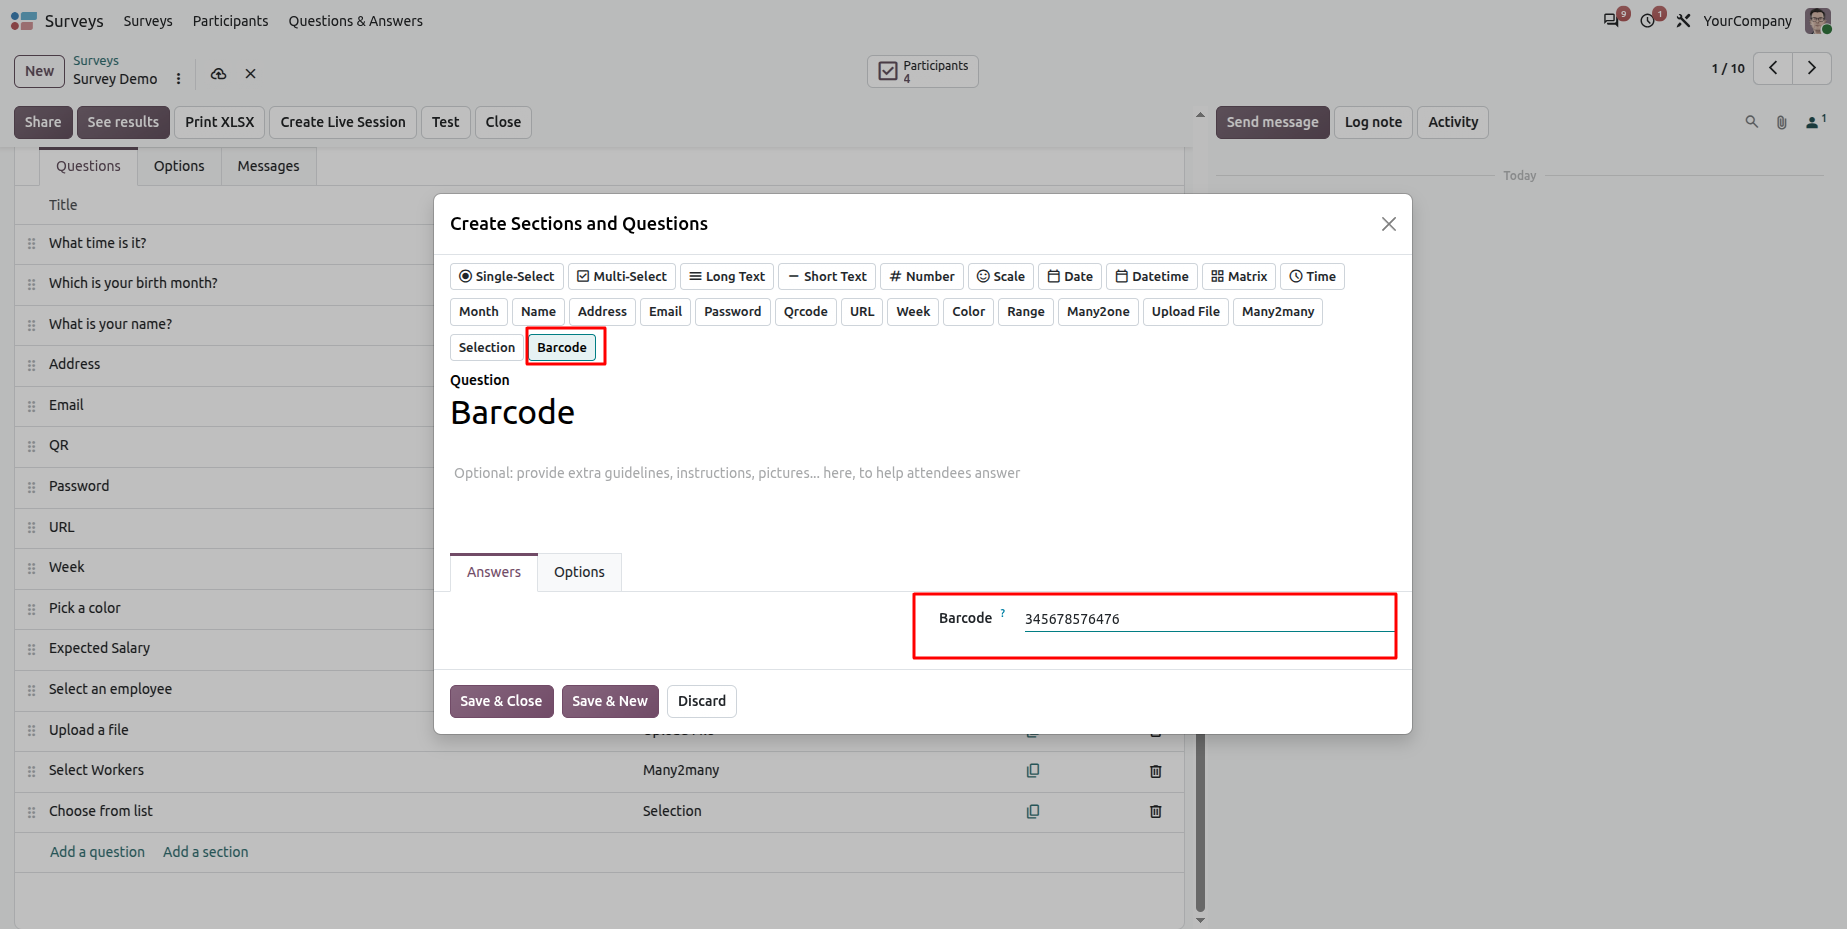 Surveys Surveys Participants Questions & Answers 9 1 YourCompany
New Surveys
Survey Demo
Participants
4
1 / 10
Share See results Print XLSX Create Live Session Test Close Send message Log note Activity 1
Questions Options Messages
Today
Title
What time is it?
Which is your birth month?
What is your name?
Address
Email
QR
Password
URL
Week
Pick a color
Expected Salary
Select an employee
Upload a file
Select Workers Many2many
Choose from list Selection
Add a question Add a section
Create Sections and Questions
Single-Select Multi-Select Long Text Short Text # Number Scale Date Datetime Matrix Time
Month Name Address Email Password Qrcode URL Week Color Range Many2one Upload File Many2many
Selection Barcode
Question
Barcode
Optional: provide extra guidelines, instructions, pictures... here, to help attendees answer
Answers Options
Barcode ? 345678576476
Save & Close Save & New Discard